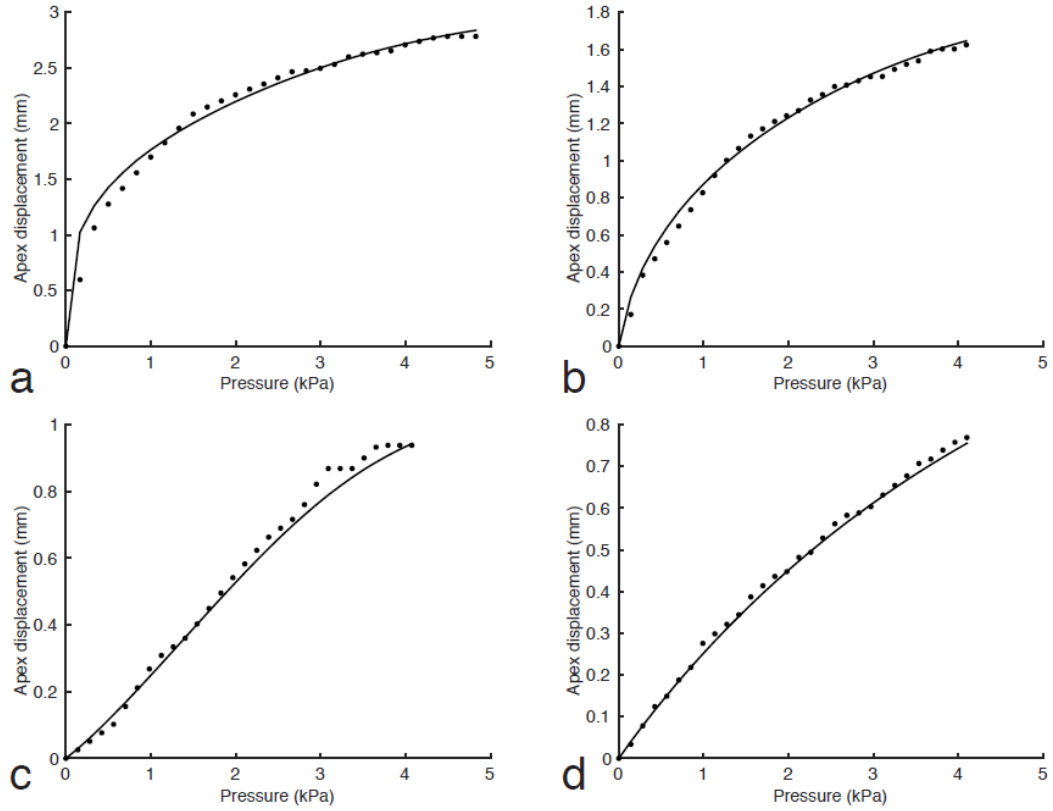 3
2.5
2
1.5
1
0.5
0
Apex displacement (mm)
0 1 2 3 4 5
Pressure (kPa)
a
1.8
1.6
1.4
1.2
1
0.8
0.6
0.4
0.2
0
Apex displacement (mm)
0 1 2 3 4 5
Pressure (kPa)
b
1
0.8
0.6
0.4
0.2
0
Apex displacement (mm)
0 1 2 3 4 5
Pressure (kPa)
c
0.8
0.7
0.6
0.5
0.4
0.3
0.2
0.1
0
Apex displacement (mm)
0 1 2 3 4 5
Pressure (kPa)
d